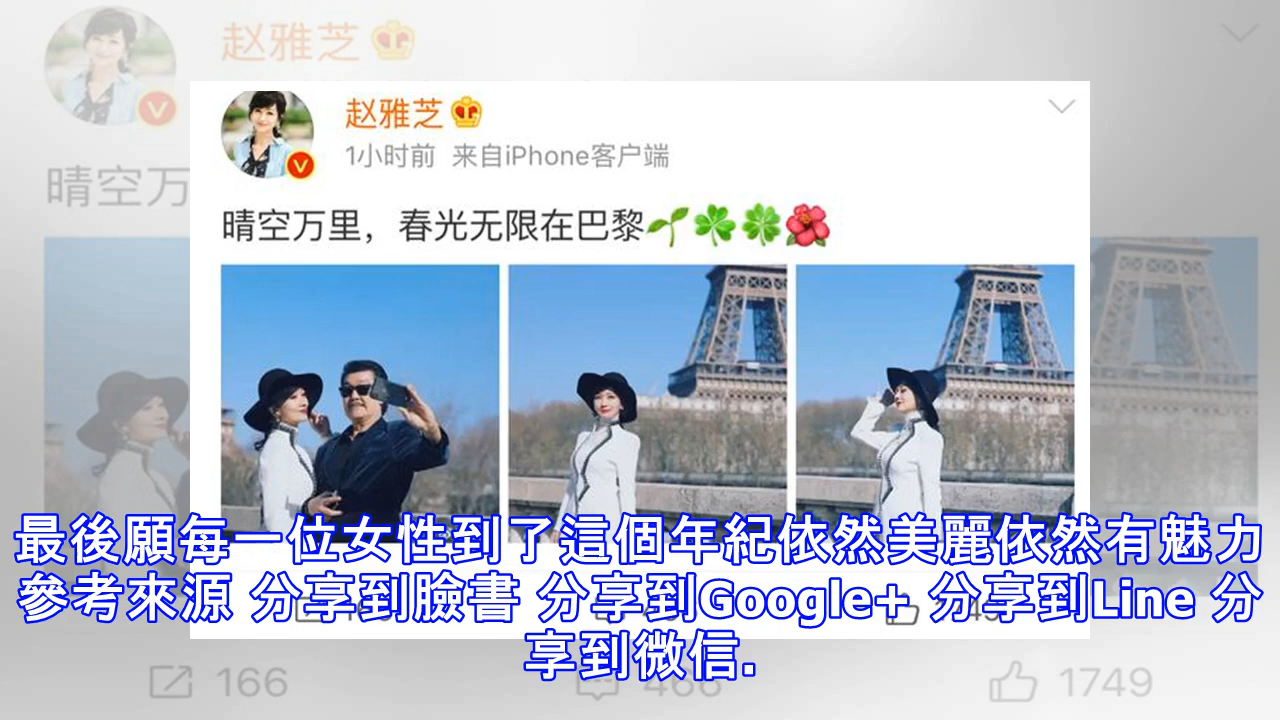 赵雅芝
赵雅芝
1小时前 来自iPhone客户端
晴空万
晴空万里，春光无限在巴黎
最後願每一位女性到了這個年紀依然美麗依然有魅力
參考來源 分享到臉書 分享到Google+ 分享到Line 分
享到微信.
166
466
1749